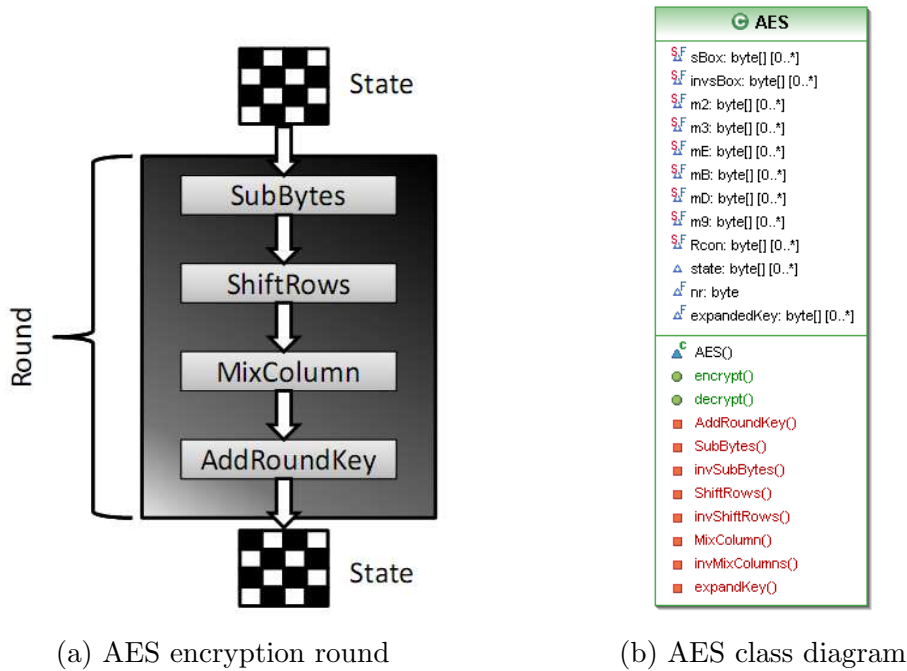 State
SubBytes
ShiftRows
MixColumn
AddRoundKey
Round
State
(a) AES encryption round
C AES
S F sBox: byte[] [0..*]
S F invsBox: byte[] [0..*]
S F m2: byte[] [0..*]
S F m3: byte[] [0..*]
S F mE: byte[] [0..*]
S F mB: byte[] [0..*]
S F mD: byte[] [0..*]
S F m9: byte[] [0..*]
S F Rcon: byte[] [0..*]
state: byte[] [0..*]
F nr: byte
F expandedKey: byte[] [0..*]
C AES()
encrypt()
decrypt()
AddRoundKey()
SubBytes()
invSubBytes()
ShiftRows()
invShiftRows()
MixColumn()
invMixColumns()
expandKey()
(b) AES class diagram